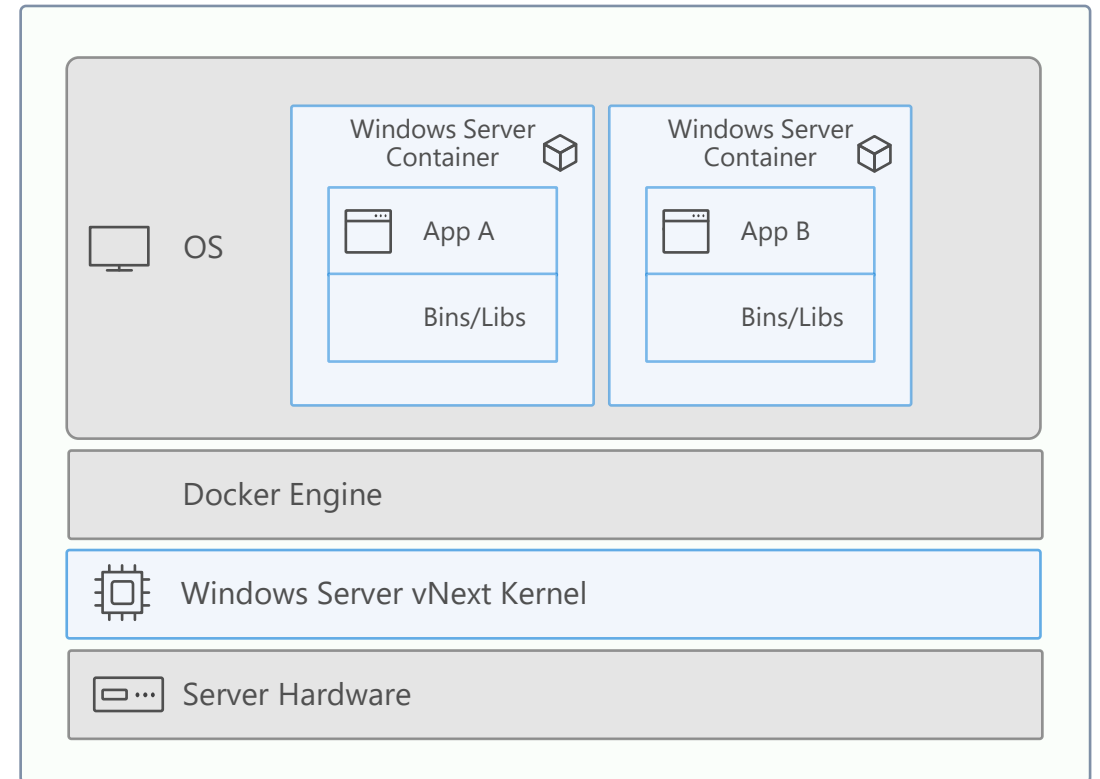 Windows Server
Container
Windows Server
Container
App A
App B
OS
Bins/Libs
Bins/Libs
Docker Engine
Windows Server vNext Kernel
Server Hardware